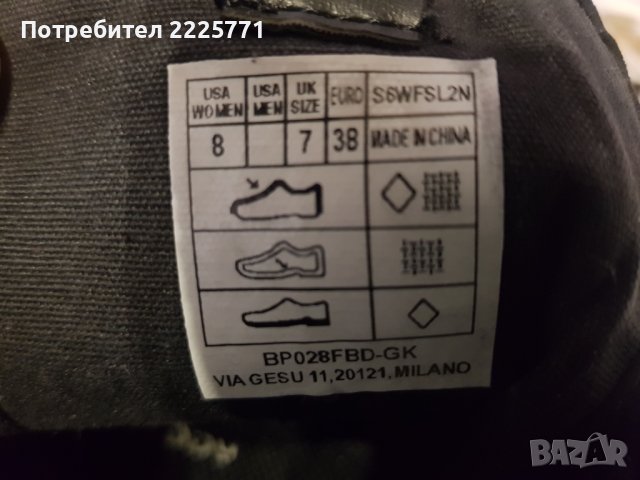 Потребител 2225771
USA WOMEN USA MEN UK SIZE EURO S6WFSL2N
8 7 38 MADE IN CHINA
BP028FBD-GK
VIA GESU 11,20121,MILANO
BAZAR